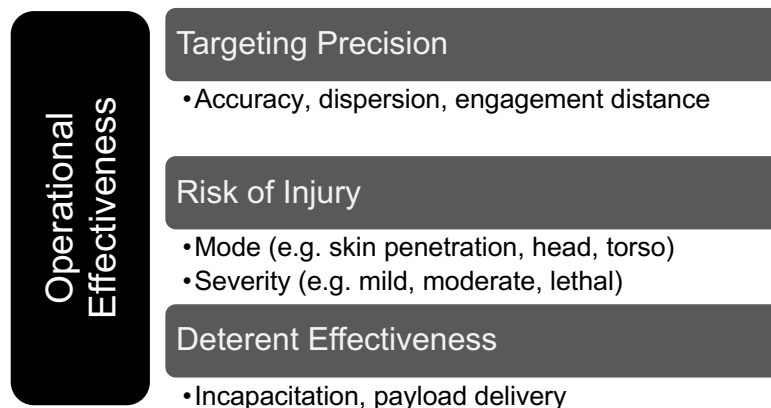 Operational
Effectiveness
Targeting Precision
•Accuracy, dispersion, engagement distance
Risk of Injury
•Mode (e.g. skin penetration, head, torso)
•Severity (e.g. mild, moderate, lethal)
Deterent Effectiveness
•Incapacitation, payload delivery